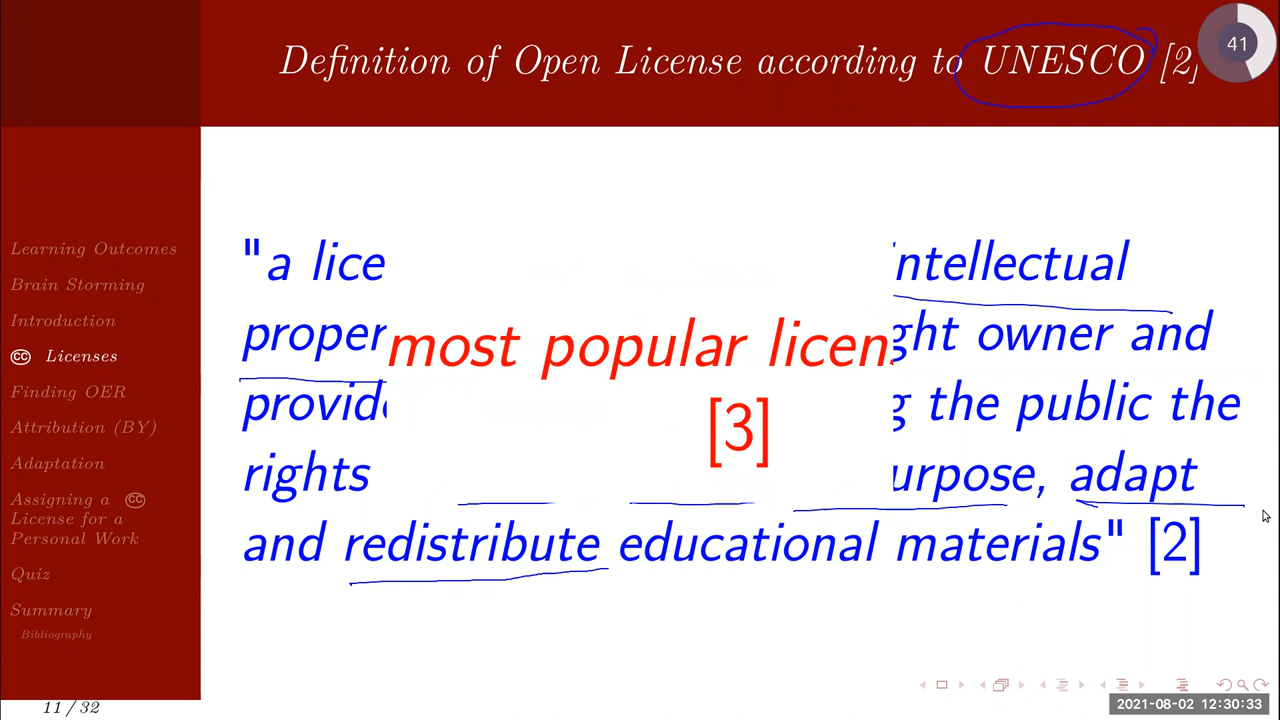 Definition of Open License according to UNESCO [2]
41
Learning Outcomes
Brain Storming
Introduction
cc Licenses
Finding OER
Attribution (BY)
Adaptation
Assigning a cc
License for a
Personal Work
Quiz
Summary
Bibliography
"a lice ntellectual
proper most popular licen ght owner and
provide [3] g the public the
rights urpose, adapt
and redistribute educational materials" [2]
11 / 32
2021-08-02 12:30:33